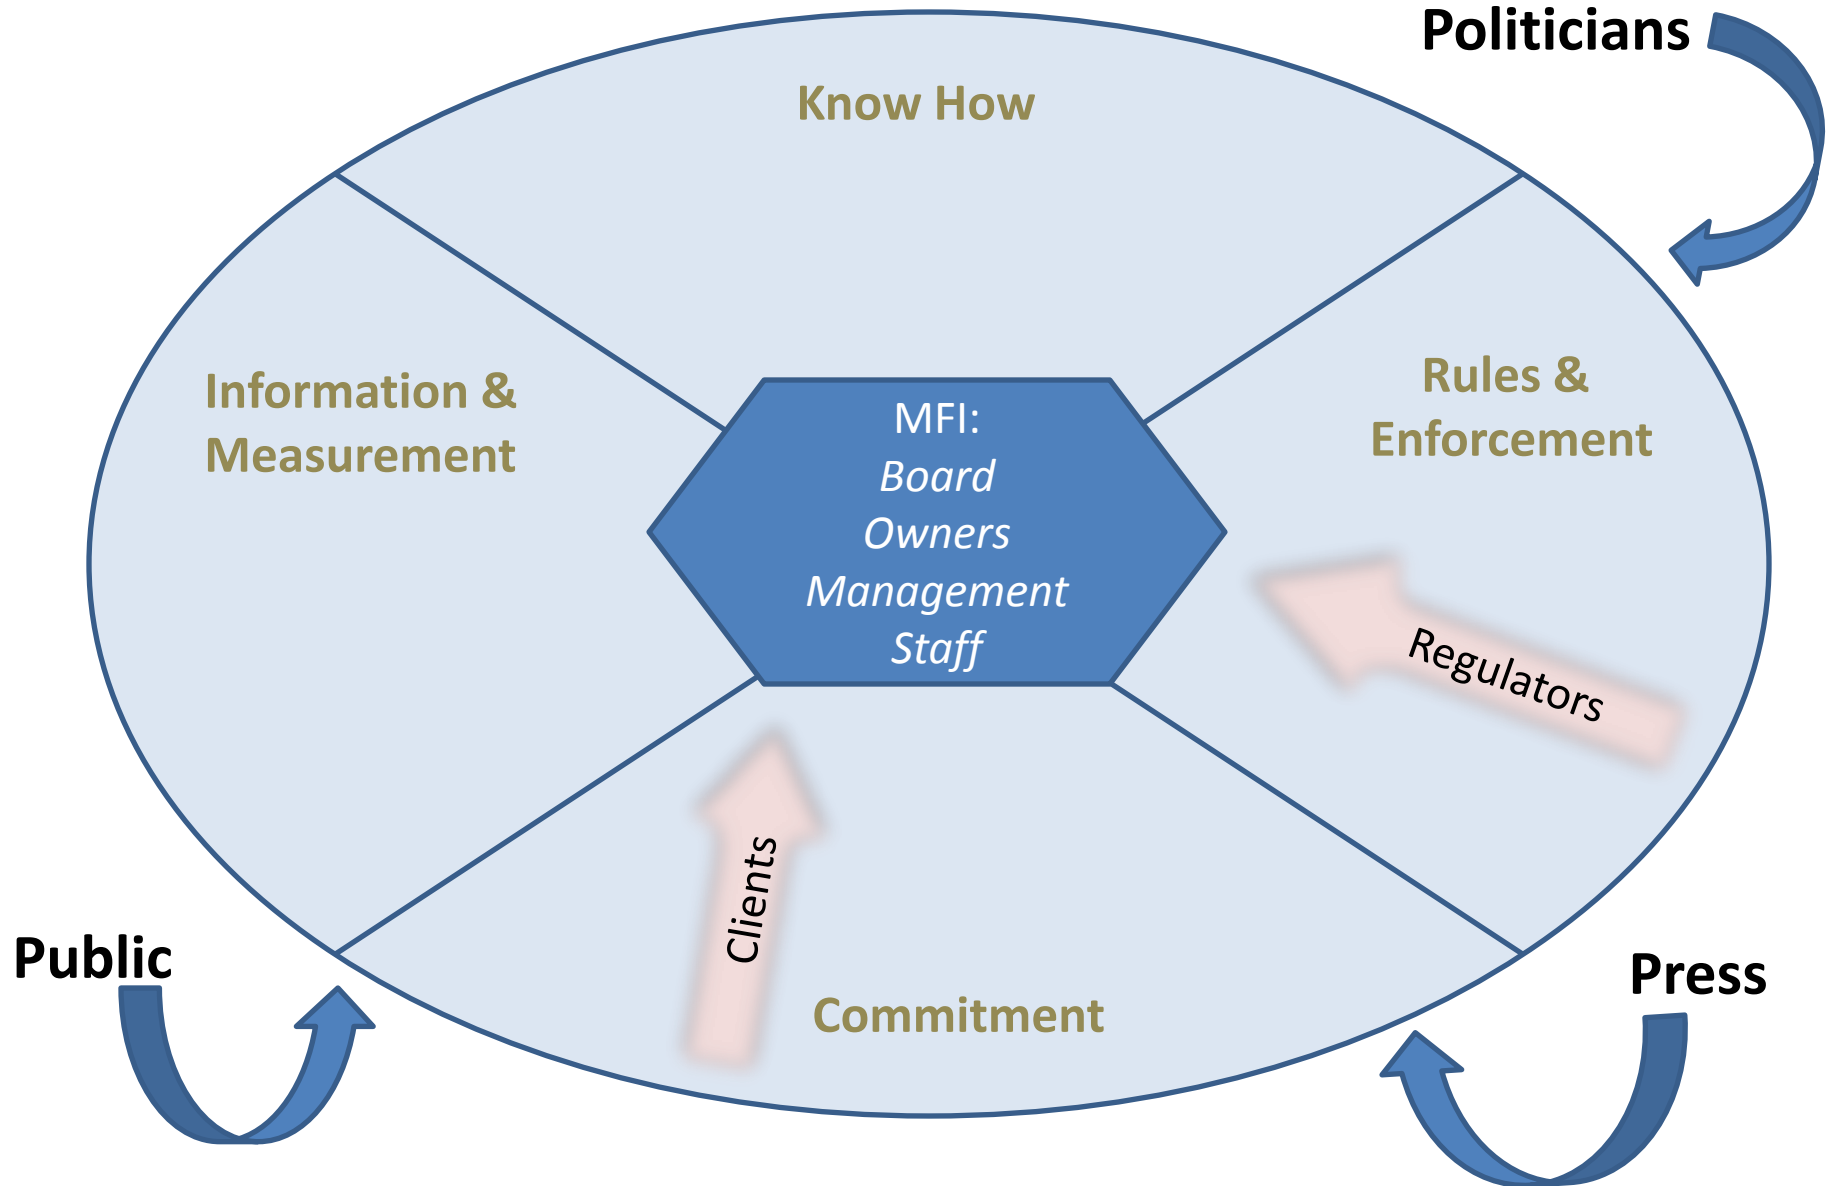 Politicians
Know How
Information &
Measurement
Rules &
Enforcement
MFI:
Board
Owners
Management
Staff
Regulators
Clients
Commitment
Public
Press